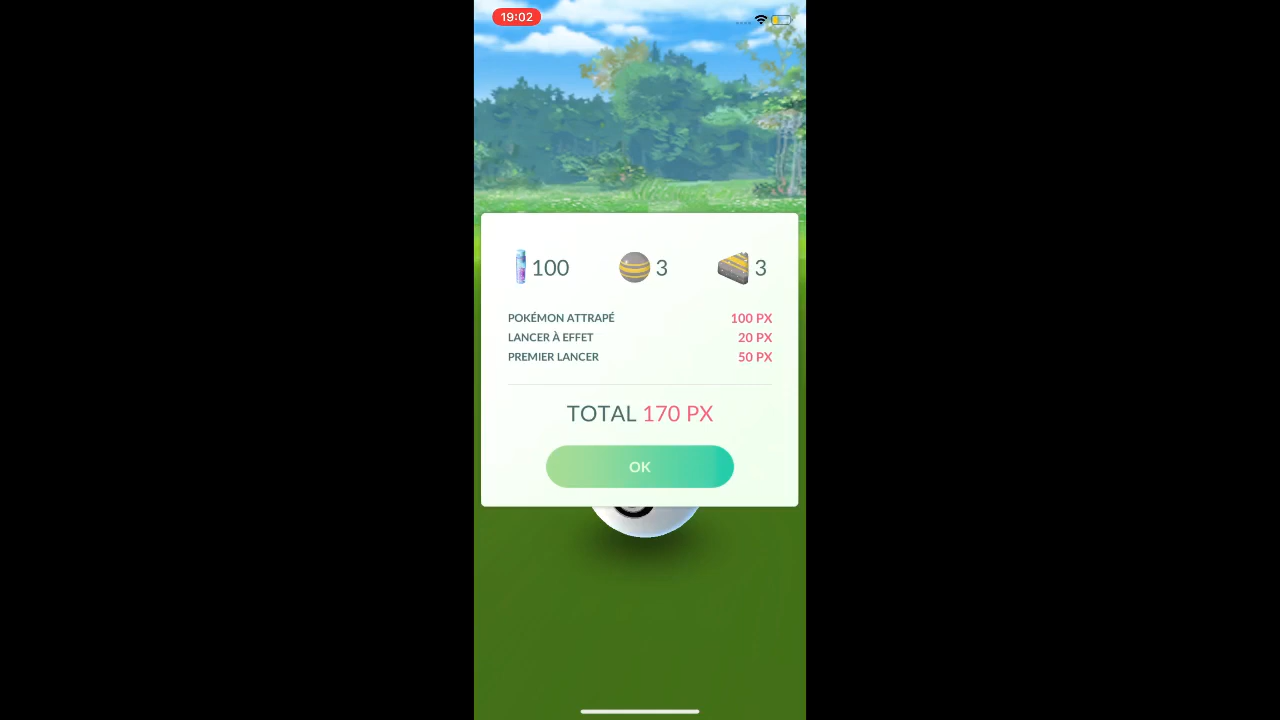 19:02
100 3 3
POKÉMON ATTRAPÉ 100 PX
LANCER À EFFET 20 PX
PREMIER LANCER 50 PX
TOTAL 170 PX
OK